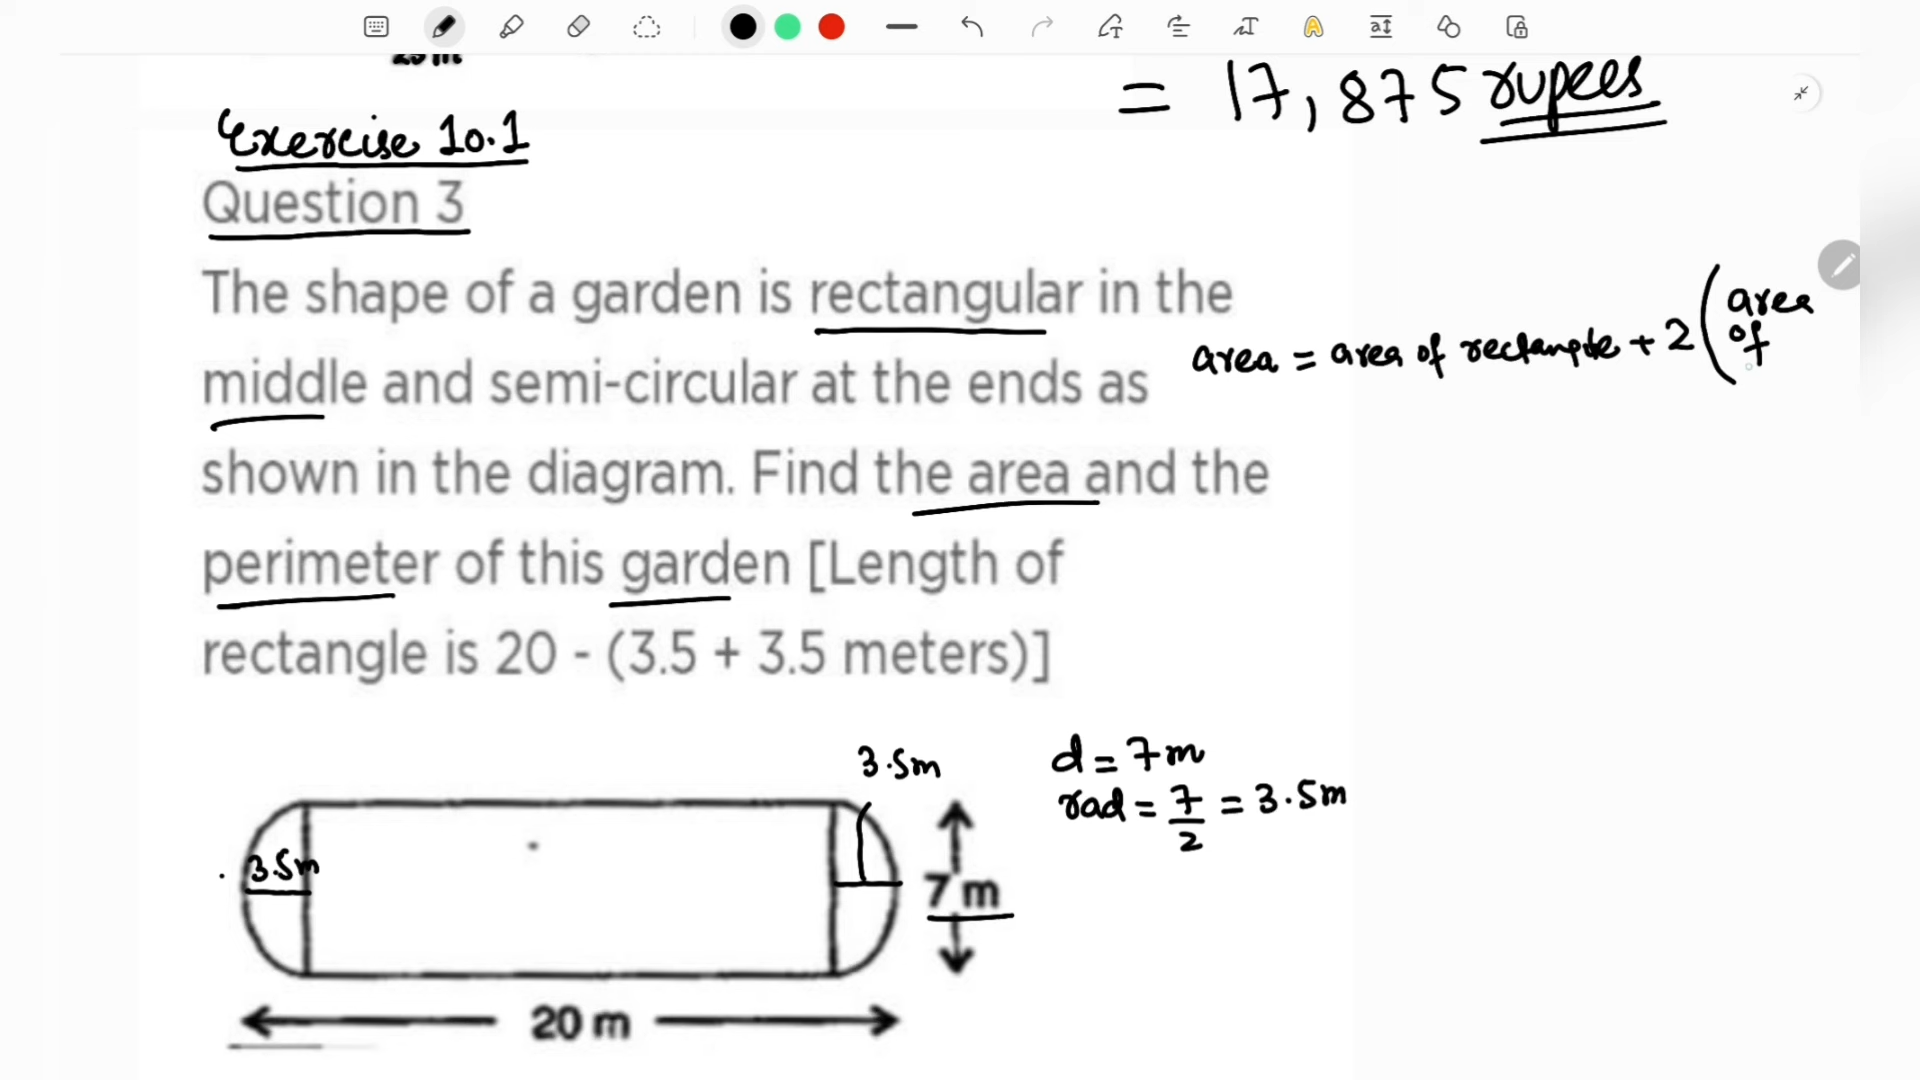 = 17,875 rupees
Exercise 10.1
Question 3
The shape of a garden is rectangular in the
middle and semi-circular at the ends as
shown in the diagram. Find the area and the
perimeter of this garden [Length of
rectangle is 20 - (3.5 + 3.5 meters)]
area = area of rectangle + 2 ( area
of
3.5m
d = 7m
rad = 7/2 = 3.5m
3.5m
7 m
20 m